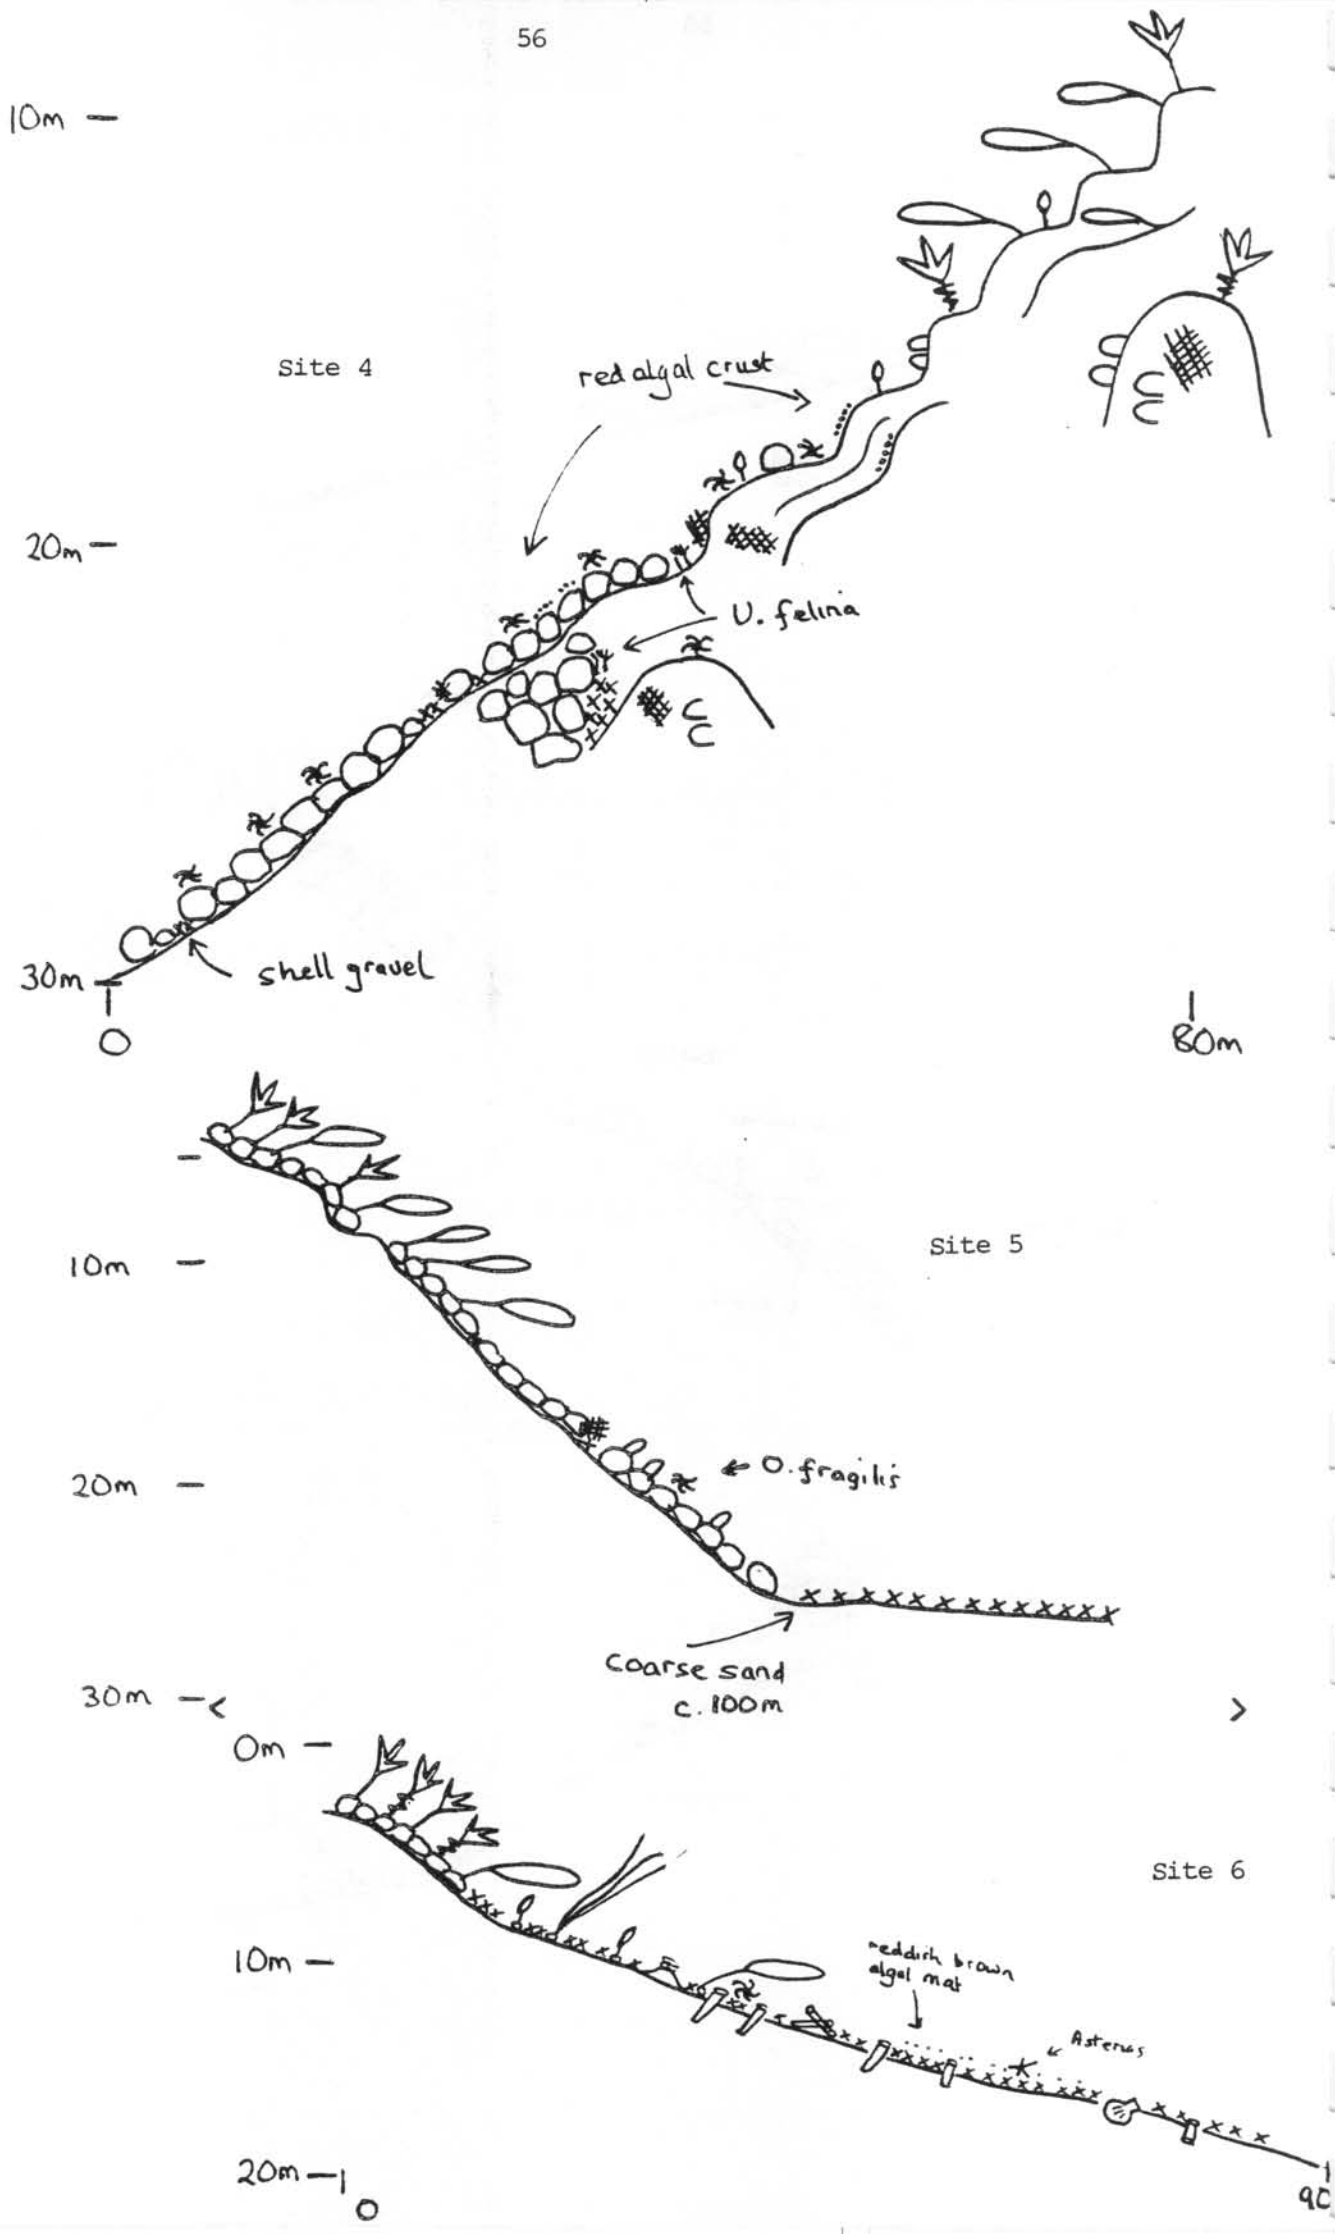 56
10m
Site 4
red algal crust
20m
U. felina
30m
shell gravel
0
80m
Site 5
10m
20m
O. fragilis
Coarse sand
30m
c. 100m
0m
Site 6
10m
reddish brown
algal mat
Asterias
20m
0
90